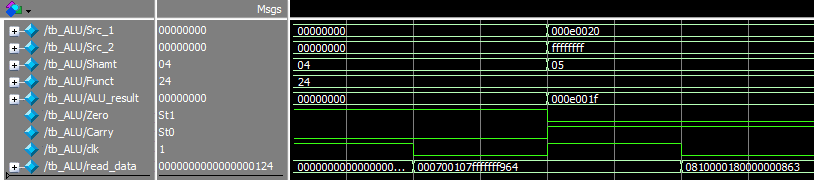 Msgs
/tb_ALU/Src_1 00000000 00000000 000e0020
/tb_ALU/Src_2 00000000 00000000 ffffffff
/tb_ALU/Shamt 04 04 05
/tb_ALU/Funct 24 24
/tb_ALU/ALU_result 00000000 00000000 000e001f
/tb_ALU/Zero St1
/tb_ALU/Carry St0
/tb_ALU/clk 1
/tb_ALU/read_data 0000000000000000124 0000000000000000... 000700107fffffff964 0810000180000000863